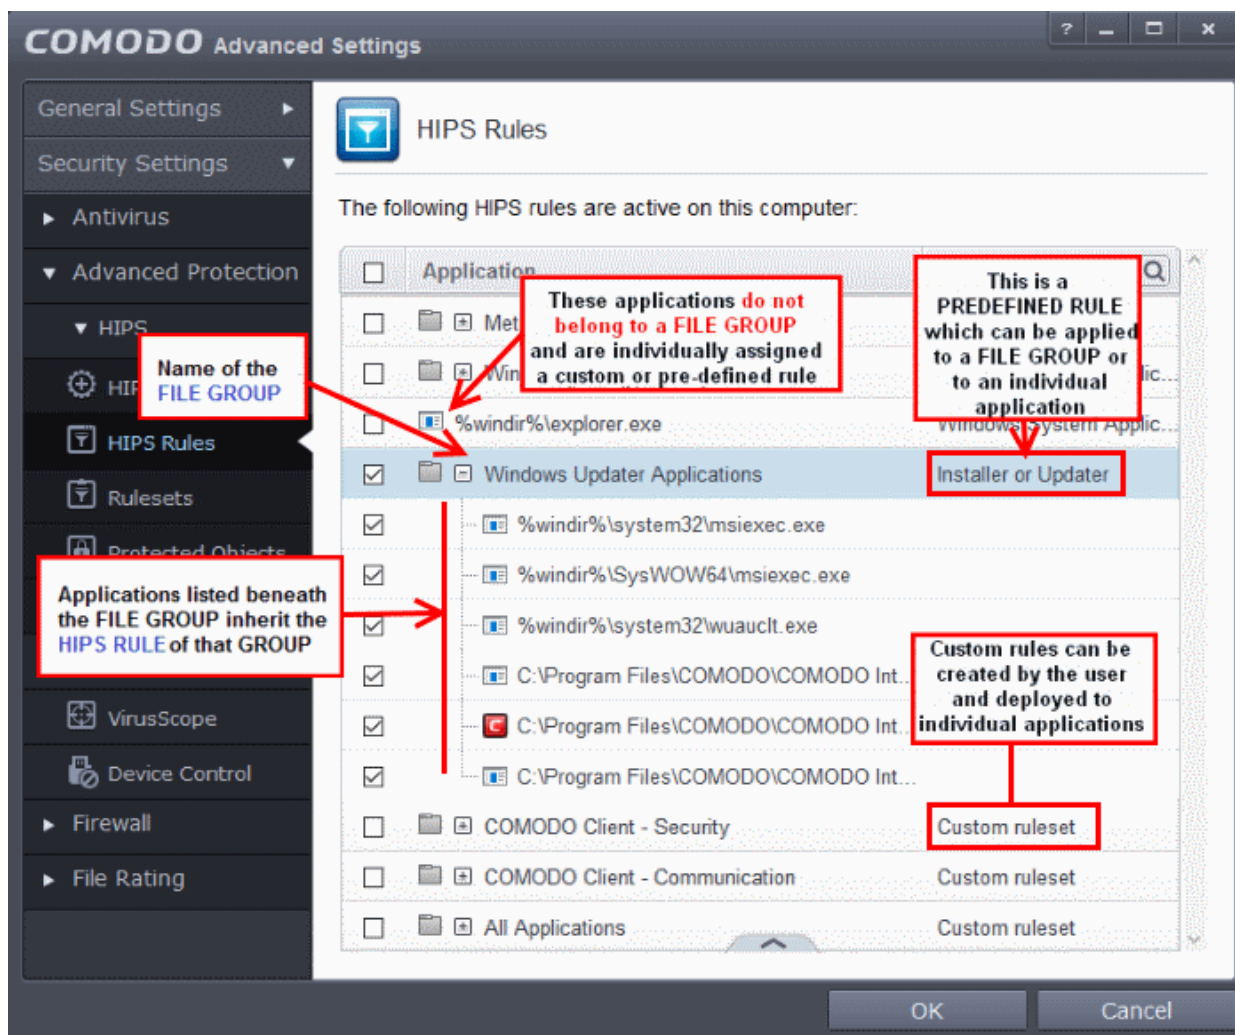 COMODO Advanced Settings
General Settings
Security Settings
Antivirus
Advanced Protection
HIPS
HIPS Rules
Rulesets
Protected Objects
VirusScope
Device Control
Firewall
File Rating
Name of the
FILE GROUP
Applications listed beneath
the FILE GROUP inherit the
HIPS RULE of that GROUP
HIPS Rules
The following HIPS rules are active on this computer:
Application
These applications do not
belong to a FILE GROUP
and are individually assigned
a custom or pre-defined rule
This is a
PREDEFINED RULE
which can be applied
to a FILE GROUP or
to an individual
application
%windir%\explorer.exe
Windows System Applic...
Windows Updater Applications
Installer or Updater
%windir%\system32\msiexec.exe
%windir%\SysWOW64\msiexec.exe
%windir%\system32\wuauclt.exe
C:\Program Files\COMODO\COMODO Int...
C:\Program Files\COMODO\COMODO Int...
C:\Program Files\COMODO\COMODO Int...
Custom rules can be
created by the user
and deployed to
individual applications
COMODO Client - Security
Custom ruleset
COMODO Client - Communication
Custom ruleset
All Applications
Custom ruleset
OK
Cancel